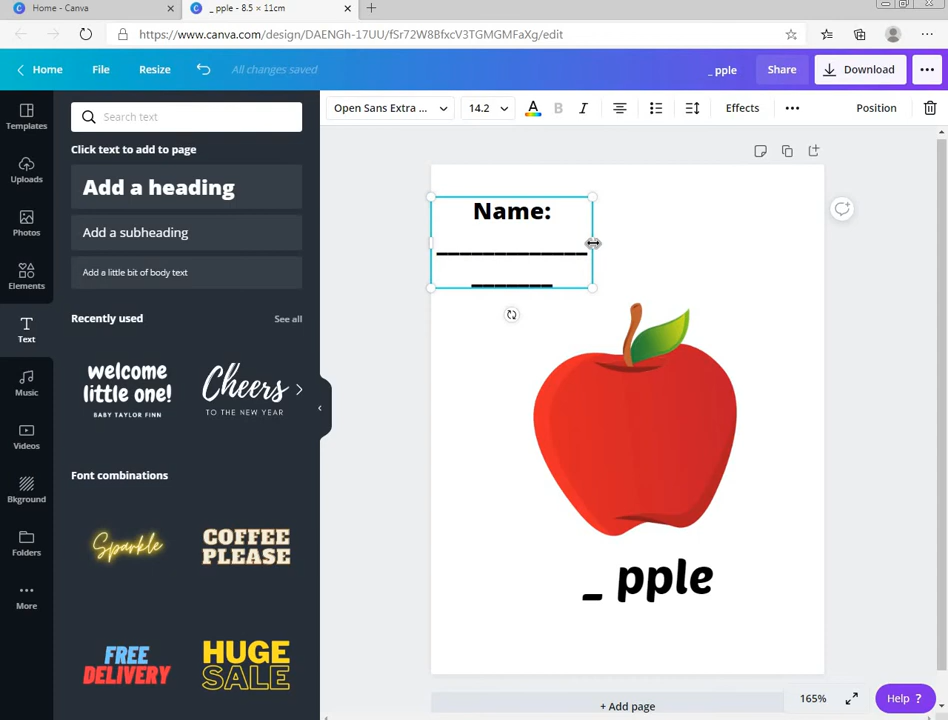 Home - Canva
_ pple - 8.5 × 11cm
https://www.canva.com/design/DAENGh-17UU/fSr72W8BfxcV3TGMGMFaXg/edit
Home
File
Resize
All changes saved
_ pple
Share
Download
Templates
Uploads
Photos
Elements
Text
Music
Videos
Bkground
Folders
More
Search text
Click text to add to page
Add a heading
Add a subheading
Add a little bit of body text
Recently used
See all
welcome
little one!
BABY TAYLOR FINN
Cheers
TO THE NEW YEAR
Font combinations
Sparkle
COFFEE
PLEASE
FREE
DELIVERY
HUGE
SALE
Open Sans Extra ...
14.2
A
B
I
Effects
Position
Name:
_____________
_______
_ pple
+ Add page
165%
Help ?